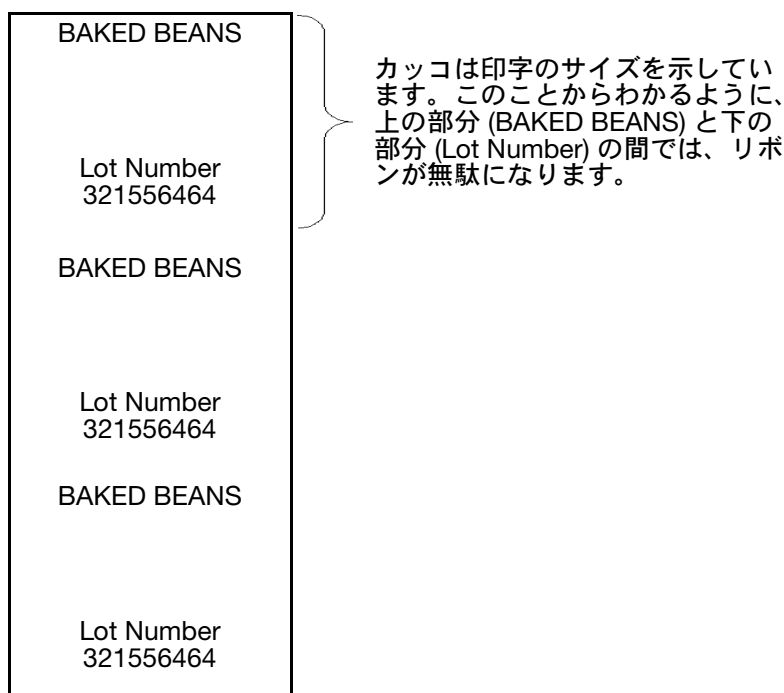 BAKED BEANS
Lot Number
321556464
カッコは印字のサイズを示してい
ます。このことからわかるように、
上の部分 (BAKED BEANS) と下の
部分 (Lot Number) の間では、リボ
ンが無駄になります。
BAKED BEANS
Lot Number
321556464
BAKED BEANS
Lot Number
321556464